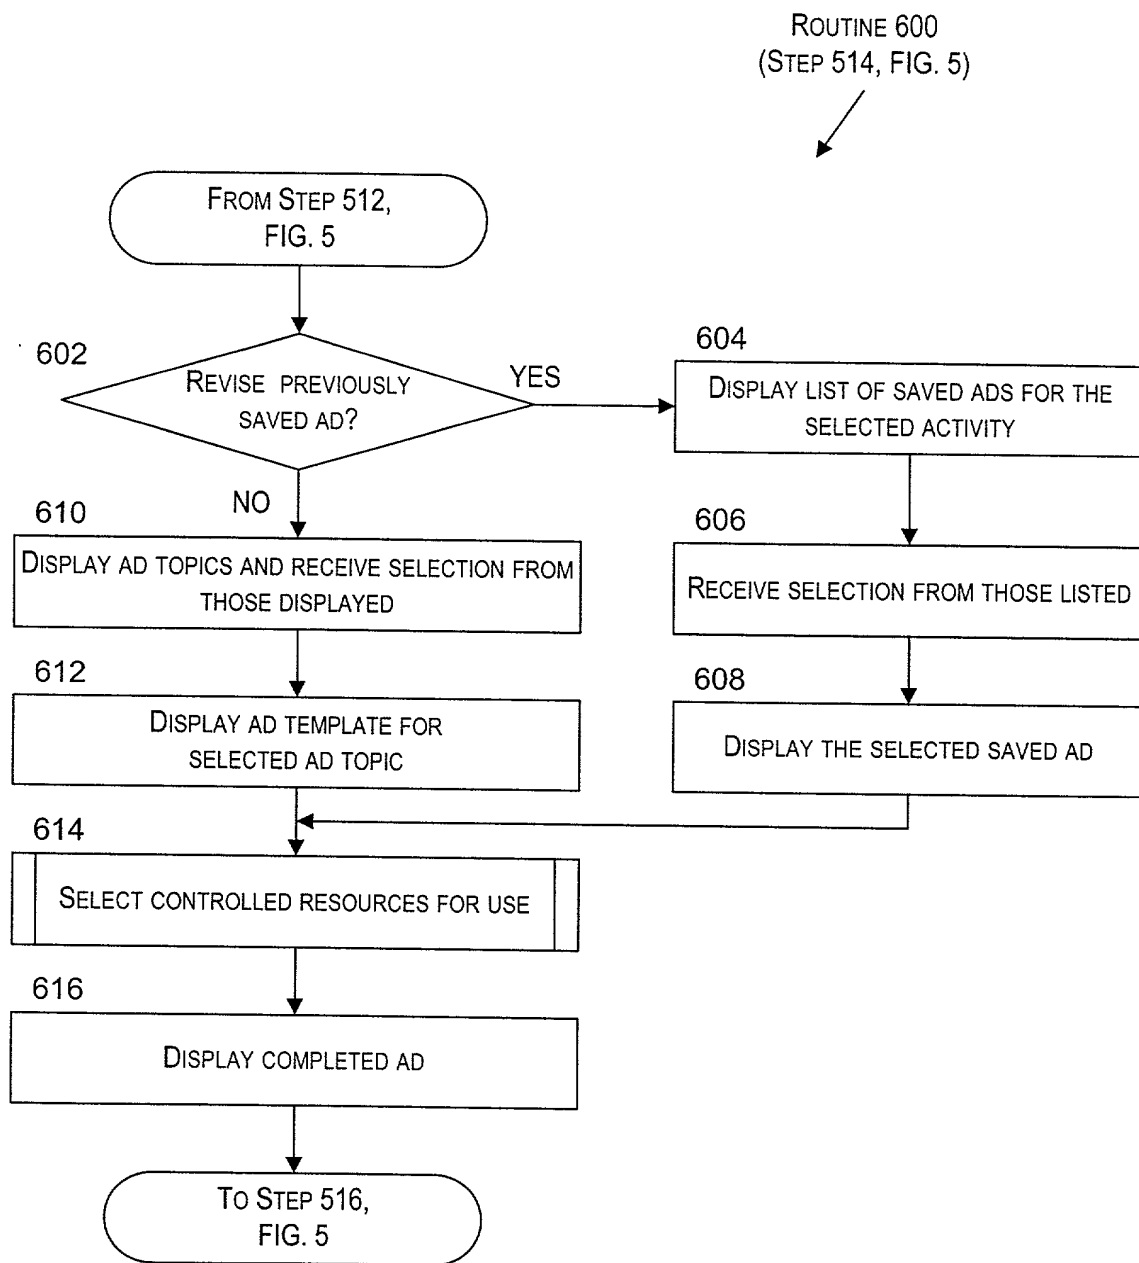 ROUTINE 600
(STEP 514, FIG. 5)
FROM STEP 512,
FIG. 5
602
REVISE PREVIOUSLY
SAVED AD?
YES
604
DISPLAY LIST OF SAVED ADS FOR THE
SELECTED ACTIVITY
NO
610
DISPLAY AD TOPICS AND RECEIVE SELECTION FROM
THOSE DISPLAYED
606
RECEIVE SELECTION FROM THOSE LISTED
612
DISPLAY AD TEMPLATE FOR
SELECTED AD TOPIC
608
DISPLAY THE SELECTED SAVED AD
614
SELECT CONTROLLED RESOURCES FOR USE
616
DISPLAY COMPLETED AD
TO STEP 516,
FIG. 5